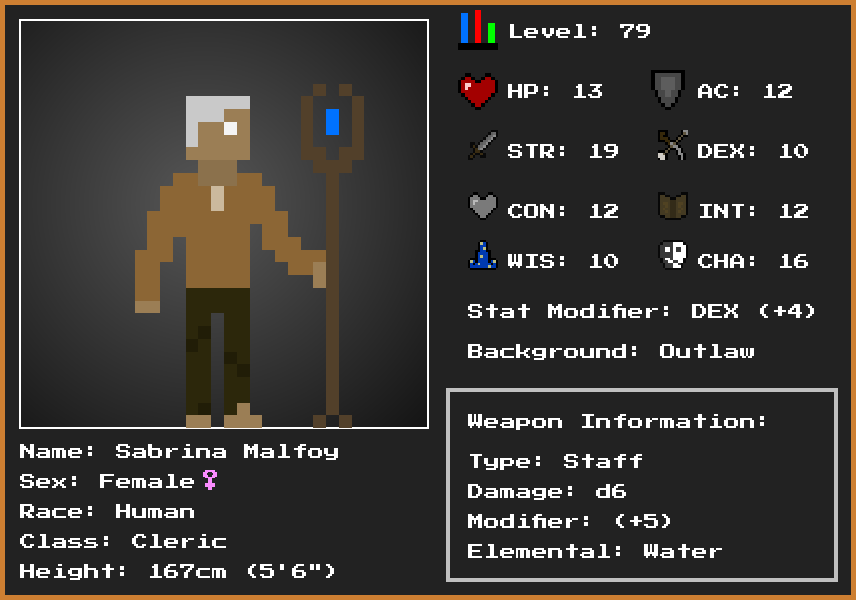 Level: 79
HP: 13
AC: 12
STR: 19
DEX: 10
CON: 12
INT: 12
WIS: 10
CHA: 16
Stat Modifier: DEX (+4)
Background: Outlaw
Weapon Information:
Type: Staff
Damage: d6
Modifier: (+5)
Elemental: Water
Name: Sabrina Malfoy
Sex: Female♀
Race: Human
Class: Cleric
Height: 167cm (5'6")